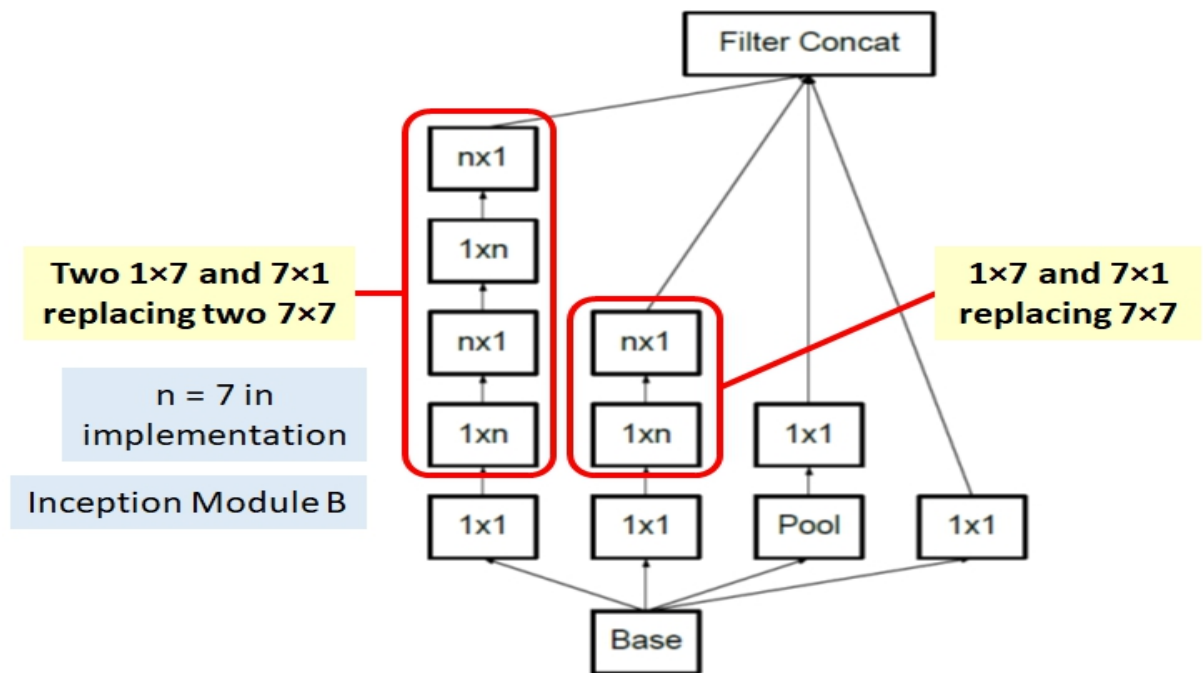 Filter Concat
nx1
1xn
Two 1×7 and 7×1
replacing two 7×7
1×7 and 7×1
replacing 7×7
nx1
nx1
n = 7 in
implementation
1xn
1xn
1x1
Inception Module B
1x1
1x1
Pool
1x1
Base